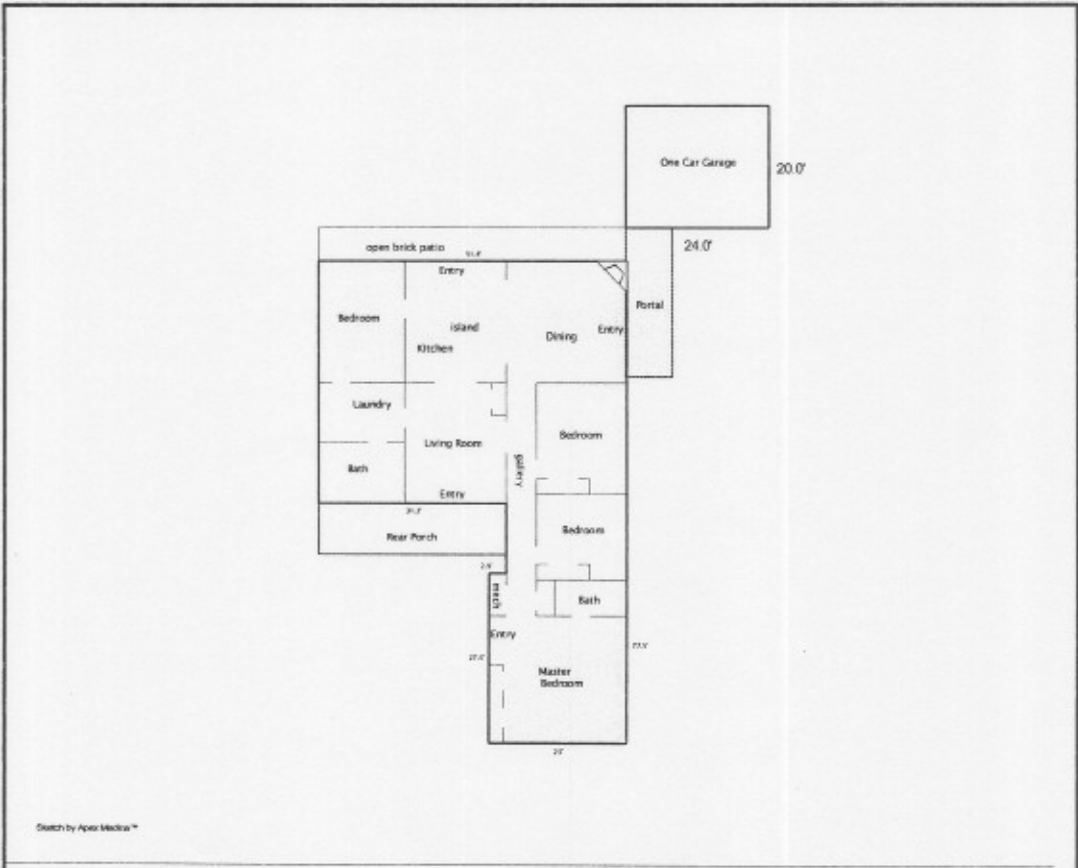 One Car Garage
20.0'
24.0'
open brick patio
Entry
Bedroom
island
Kitchen
Dining
Entry
Portal
Laundry
Living Room
Bedroom
gallery
Bath
Entry
Rear Porch
Bedroom
mech
Bath
Entry
Master
Bedroom
Sketch by Apex Medina™